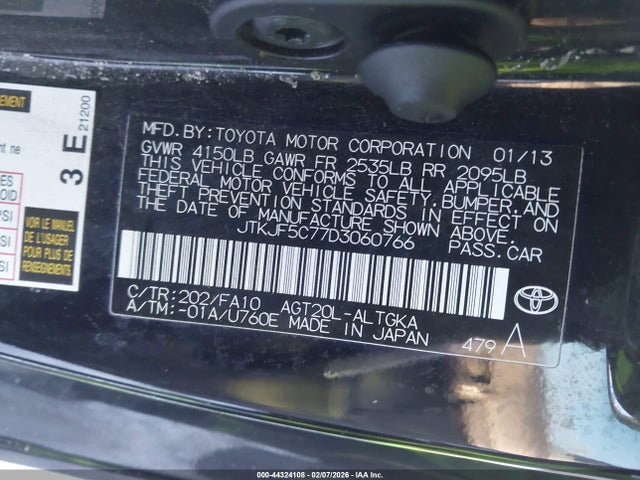 MFD.BY:TOYOTA MOTOR CORPORATION 01/13
GVWR 4150LB GAWR FR 2535LB RR 2095LB
THIS VEHICLE CONFORMS TO ALL APPLICABLE
FEDERAL MOTOR VEHICLE SAFETY,BUMPER,AND
THEFT PREVENTION STANDARDS IN EFFECT ON
THE DATE OF MANUFACTURE SHOWN ABOVE.
JTKJF5C77D3060766 PASS.CAR
C/TR:202/FA10 AGT20L-ALTGKA
A/TM:-01A/U760E MADE IN JAPAN
479 A
3 E
21200
VOIR LE MANUEL
DE L'USAGER
POUR PLUS DE
RENSEIGNEMENTS
000-44324108 - 02/07/2026 - IAA Inc.